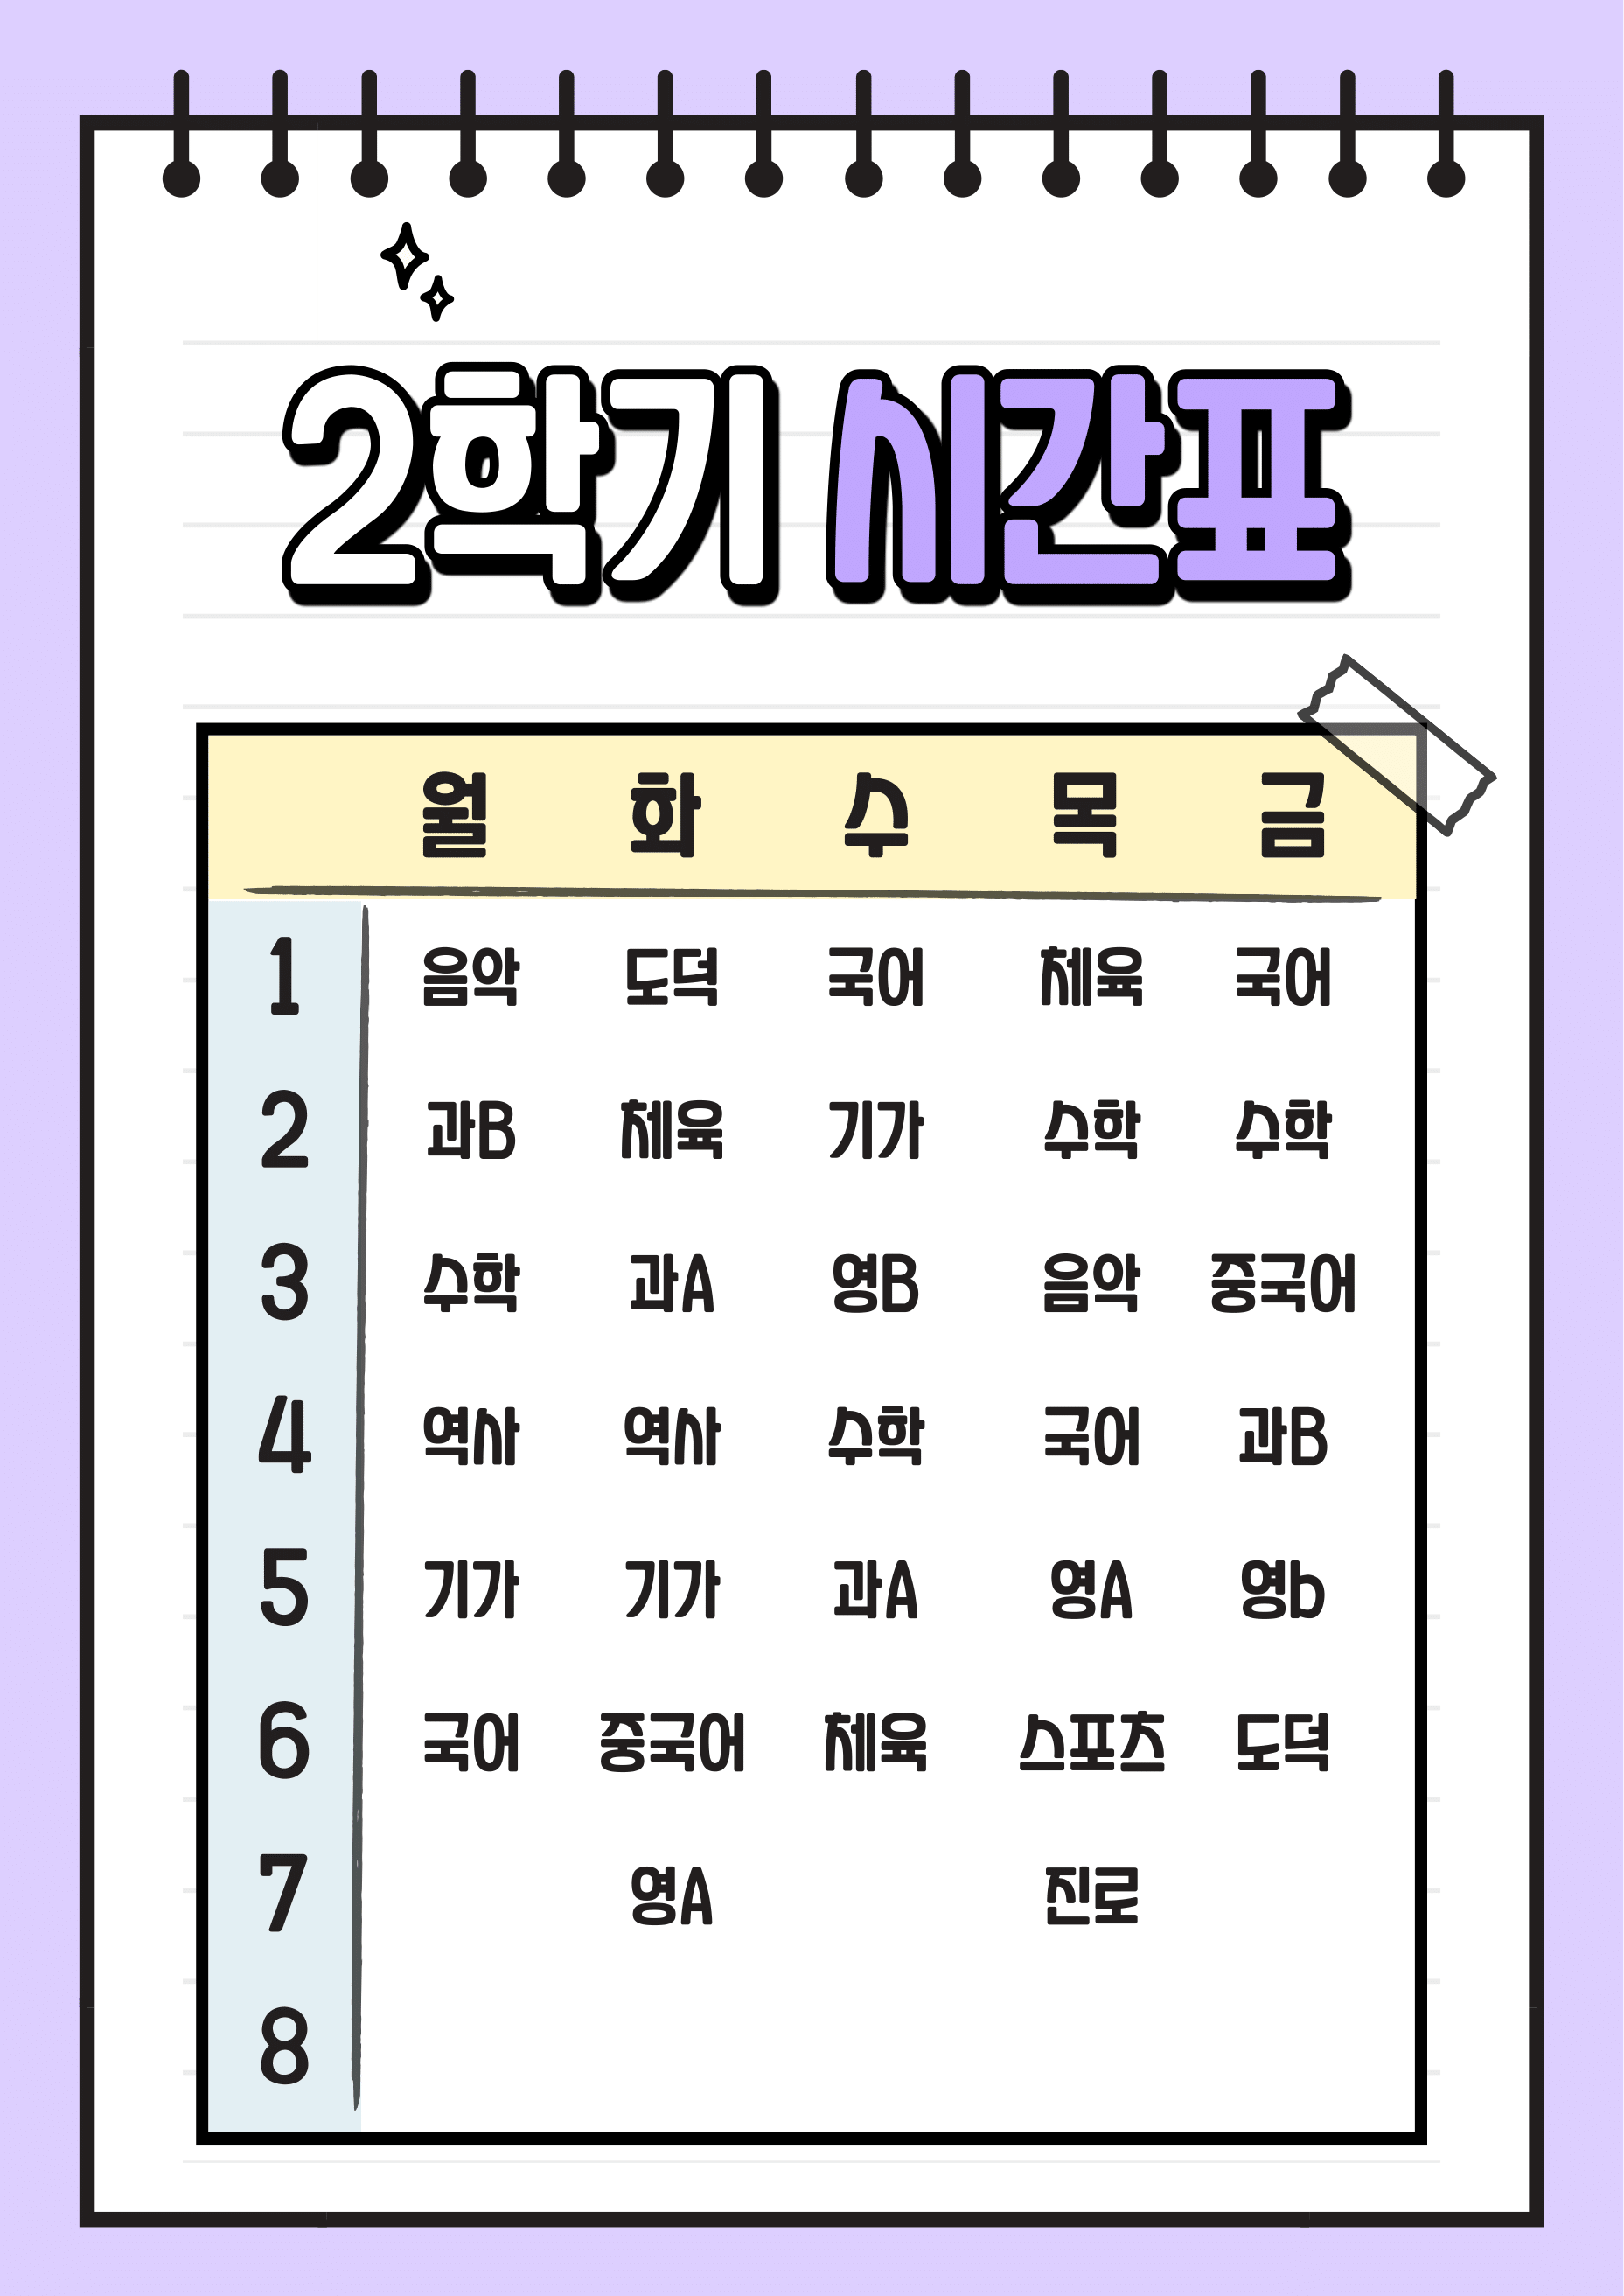 2학기 시간표
월 화 수 목 금
1 음악 도덕 국어 체육 국어
2 과B 체육 기가 수학 수학
3 수학 과A 영B 음악 중국어
4 역사 역사 수학 국어 과B
5 기가 기가 과A 영A 영b
6 국어 중국어 체육 스포츠 도덕
7 영A 진로
8